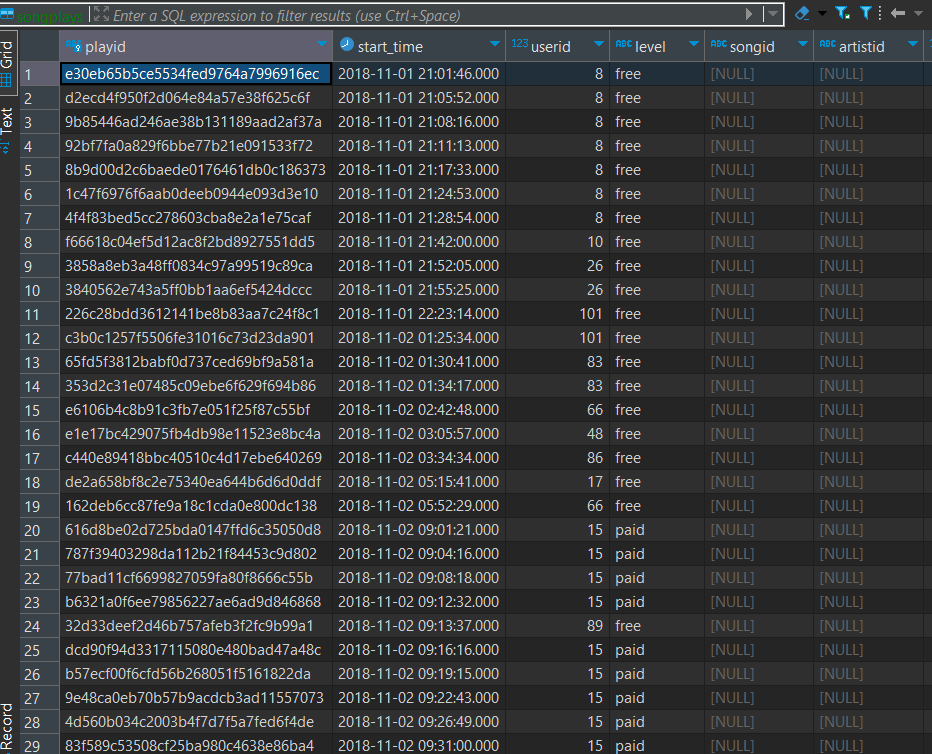 songplays Enter a SQL expression to filter results (use Ctrl+Space)
Grid
Text
Record
playid start_time 123 userid ABC level ABC songid ABC artistid
1 e30eb65b5ce5534fed9764a7996916ec 2018-11-01 21:01:46.000 8 free [NULL] [NULL]
2 d2ecd4f950f2d064e84a57e38f625c6f 2018-11-01 21:05:52.000 8 free [NULL] [NULL]
3 9b85446ad246ae38b131189aad2af37a 2018-11-01 21:08:16.000 8 free [NULL] [NULL]
4 92bf7fa0a829f6bbe77b21e091533f72 2018-11-01 21:11:13.000 8 free [NULL] [NULL]
5 8b9d00d2c6baede0176461db0c186373 2018-11-01 21:17:33.000 8 free [NULL] [NULL]
6 1c47f6976f6aab0deeb0944e093d3e10 2018-11-01 21:24:53.000 8 free [NULL] [NULL]
7 4f4f83bed5cc278603cba8e2a1e75caf 2018-11-01 21:28:54.000 8 free [NULL] [NULL]
8 f66618c04ef5d12ac8f2bd8927551dd5 2018-11-01 21:42:00.000 10 free [NULL] [NULL]
9 3858a8eb3a48ff0834c97a99519c89ca 2018-11-01 21:52:05.000 26 free [NULL] [NULL]
10 3840562e743a5ff0bb1aa6ef5424dccc 2018-11-01 21:55:25.000 26 free [NULL] [NULL]
11 226c28bdd3612141be8b83aa7c24f8c1 2018-11-01 22:23:14.000 101 free [NULL] [NULL]
12 c3b0c1257f5506fe31016c73d23da901 2018-11-02 01:25:34.000 101 free [NULL] [NULL]
13 65fd5f3812babf0d737ced69bf9a581a 2018-11-02 01:30:41.000 83 free [NULL] [NULL]
14 353d2c31e07485c09ebe6f629f694b86 2018-11-02 01:34:17.000 83 free [NULL] [NULL]
15 e6106b4c8b91c3fb7e051f25f87c55bf 2018-11-02 02:42:48.000 66 free [NULL] [NULL]
16 e1e17bc429075fb4db98e11523e8bc4a 2018-11-02 03:05:57.000 48 free [NULL] [NULL]
17 c440e89418bbc40510c4d17ebe640269 2018-11-02 03:34:34.000 86 free [NULL] [NULL]
18 de2a658bf8c2e75340ea644b6d6d0ddf 2018-11-02 05:15:41.000 17 free [NULL] [NULL]
19 162deb6cc87fe9a18c1cda0e800dc138 2018-11-02 05:52:29.000 66 free [NULL] [NULL]
20 616d8be02d725bda0147ffd6c35050d8 2018-11-02 09:01:21.000 15 paid [NULL] [NULL]
21 787f39403298da112b21f84453c9d802 2018-11-02 09:04:16.000 15 paid [NULL] [NULL]
22 77bad11cf6699827059fa80f8666c55b 2018-11-02 09:08:18.000 15 paid [NULL] [NULL]
23 b6321a0f6ee79856227ae6ad9d846868 2018-11-02 09:12:32.000 15 paid [NULL] [NULL]
24 32d33deef2d46b757afeb3f2fc9b99a1 2018-11-02 09:13:37.000 89 free [NULL] [NULL]
25 dcd90f94d3317115080e480bad47a48c 2018-11-02 09:16:16.000 15 paid [NULL] [NULL]
26 b57ecf00f6cfd56b268051f5161822da 2018-11-02 09:19:15.000 15 paid [NULL] [NULL]
27 9e48ca0eb70b57b9acdcb3ad11557073 2018-11-02 09:22:43.000 15 paid [NULL] [NULL]
28 4d560b034c2003b4f7d7f5a7fed6f4de 2018-11-02 09:26:49.000 15 paid [NULL] [NULL]
29 83f589c53508cf25ba980c4638e86ba4 2018-11-02 09:31:00.000 15 paid [NULL] [NULL]